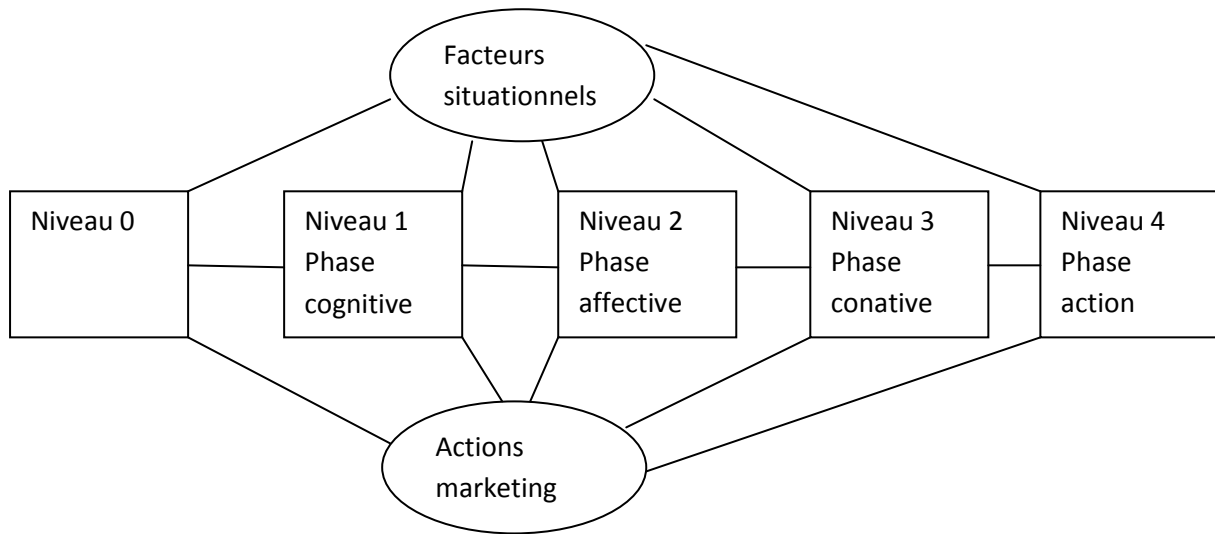 Facteurs
situationnels
Niveau 0
Niveau 1
Phase
cognitive
Niveau 2
Phase
affective
Niveau 3
Phase
conative
Niveau 4
Phase
action
Actions
marketing